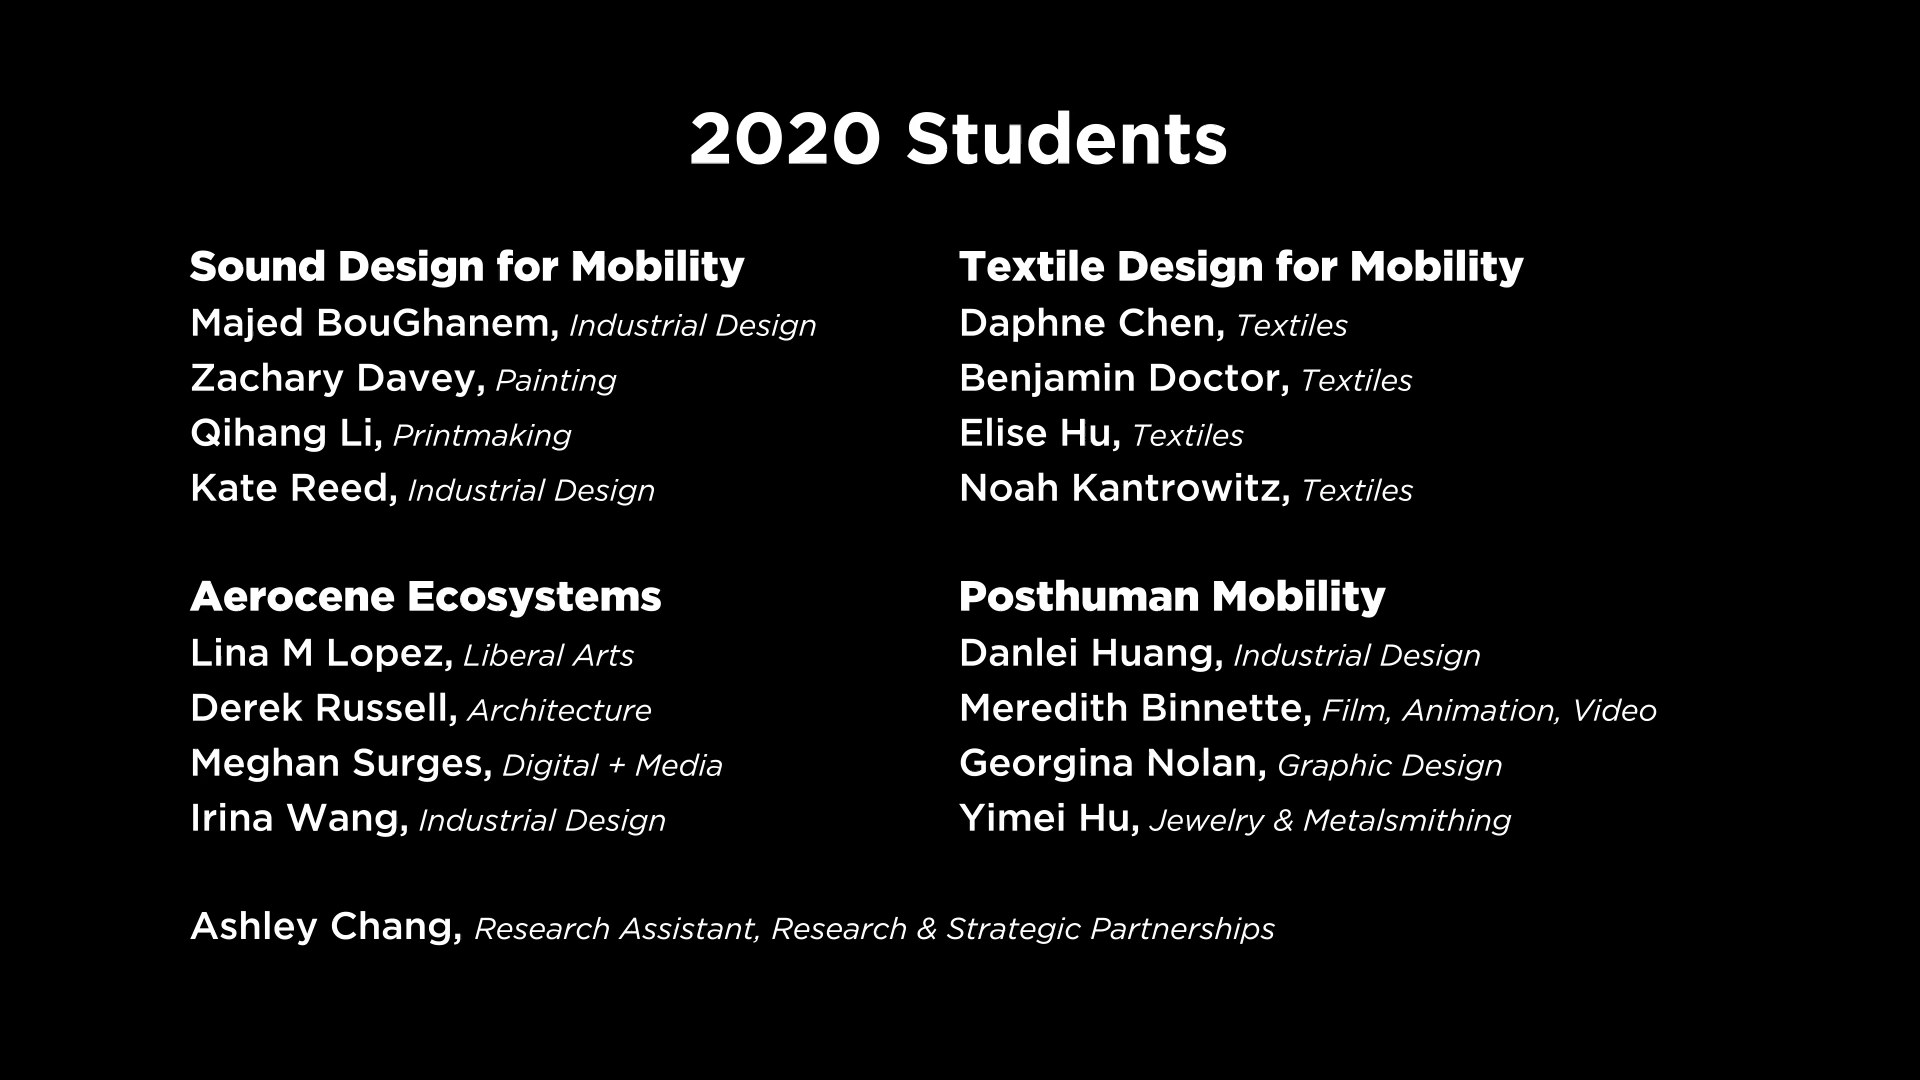 2020 Students
Sound Design for Mobility
Majed BouGhanem, Industrial Design
Zachary Davey, Painting
Qihang Li, Printmaking
Kate Reed, Industrial Design
Textile Design for Mobility
Daphne Chen, Textiles
Benjamin Doctor, Textiles
Elise Hu, Textiles
Noah Kantrowitz, Textiles
Aerocene Ecosystems
Lina M Lopez, Liberal Arts
Derek Russell, Architecture
Meghan Surges, Digital + Media
Irina Wang, Industrial Design
Posthuman Mobility
Danlei Huang, Industrial Design
Meredith Binnette, Film, Animation, Video
Georgina Nolan, Graphic Design
Yimei Hu, Jewelry & Metalsmithing
Ashley Chang, Research Assistant, Research & Strategic Partnerships